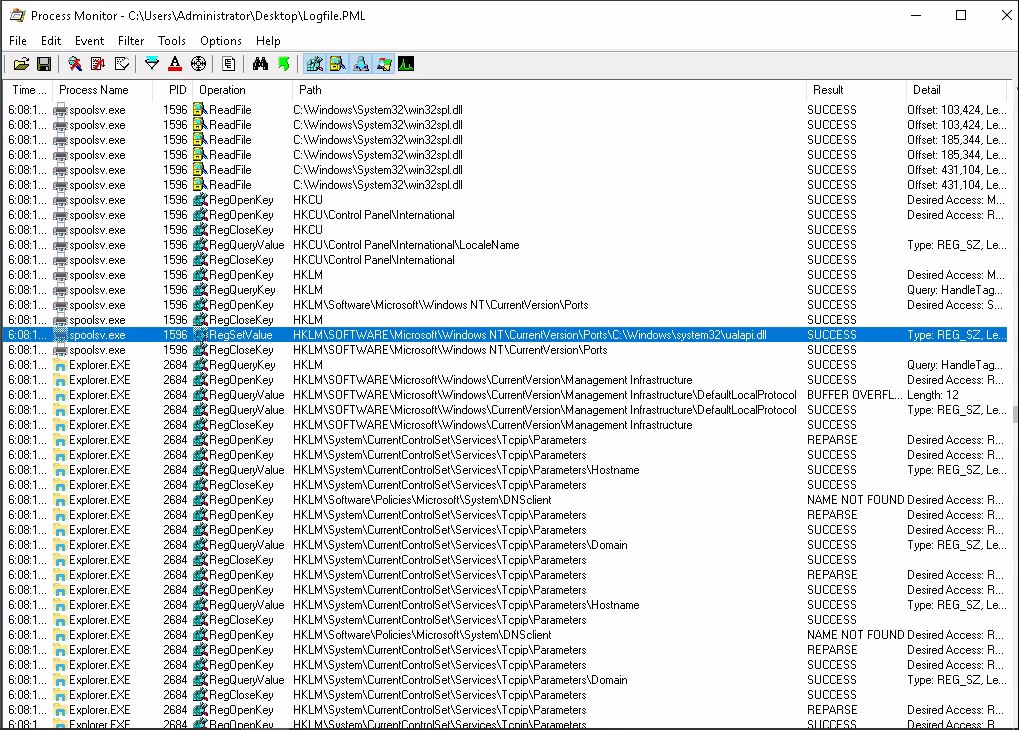 Process Monitor - C:\Users\Administrator\Desktop\Logfile.PML
File Edit Event Filter Tools Options Help
Time ... Process Name PID Operation Path Result Detail
6:08:1... spoolsv.exe 1596 ReadFile C:\Windows\System32\win32spl.dll SUCCESS Offset: 103,424, Le...
6:08:1... spoolsv.exe 1596 ReadFile C:\Windows\System32\win32spl.dll SUCCESS Offset: 103,424, Le...
6:08:1... spoolsv.exe 1596 ReadFile C:\Windows\System32\win32spl.dll SUCCESS Offset: 185,344, Le...
6:08:1... spoolsv.exe 1596 ReadFile C:\Windows\System32\win32spl.dll SUCCESS Offset: 185,344, Le...
6:08:1... spoolsv.exe 1596 ReadFile C:\Windows\System32\win32spl.dll SUCCESS Offset: 431,104, Le...
6:08:1... spoolsv.exe 1596 ReadFile C:\Windows\System32\win32spl.dll SUCCESS Offset: 431,104, Le...
6:08:1... spoolsv.exe 1596 RegOpenKey HKCU SUCCESS Desired Access: M...
6:08:1... spoolsv.exe 1596 RegOpenKey HKCU\Control Panel\International SUCCESS Desired Access: R...
6:08:1... spoolsv.exe 1596 RegCloseKey HKCU SUCCESS
6:08:1... spoolsv.exe 1596 RegQueryValue HKCU\Control Panel\International\LocaleName SUCCESS Type: REG_SZ, Le...
6:08:1... spoolsv.exe 1596 RegCloseKey HKCU\Control Panel\International SUCCESS
6:08:1... spoolsv.exe 1596 RegOpenKey HKLM SUCCESS Desired Access: M...
6:08:1... spoolsv.exe 1596 RegQueryKey HKLM SUCCESS Query: HandleTag...
6:08:1... spoolsv.exe 1596 RegOpenKey HKLM\Software\Microsoft\Windows NT\CurrentVersion\Ports SUCCESS Desired Access: S...
6:08:1... spoolsv.exe 1596 RegCloseKey HKLM SUCCESS
6:08:1... spoolsv.exe 1596 RegSetValue HKLM\SOFTWARE\Microsoft\Windows NT\CurrentVersion\Ports\C:\Windows\system32\ualapi.dll SUCCESS Type: REG_SZ, Le...
6:08:1... spoolsv.exe 1596 RegCloseKey HKLM\SOFTWARE\Microsoft\Windows NT\CurrentVersion\Ports SUCCESS
6:08:1... Explorer.EXE 2684 RegQueryKey HKLM SUCCESS Query: HandleTag...
6:08:1... Explorer.EXE 2684 RegOpenKey HKLM\SOFTWARE\Microsoft\Windows\CurrentVersion\Management Infrastructure SUCCESS Desired Access: R...
6:08:1... Explorer.EXE 2684 RegQueryValue HKLM\SOFTWARE\Microsoft\Windows\CurrentVersion\Management Infrastructure\DefaultLocalProtocol BUFFER OVERFL... Length: 12
6:08:1... Explorer.EXE 2684 RegQueryValue HKLM\SOFTWARE\Microsoft\Windows\CurrentVersion\Management Infrastructure\DefaultLocalProtocol SUCCESS Type: REG_SZ, Le...
6:08:1... Explorer.EXE 2684 RegCloseKey HKLM\SOFTWARE\Microsoft\Windows\CurrentVersion\Management Infrastructure SUCCESS
6:08:1... Explorer.EXE 2684 RegOpenKey HKLM\System\CurrentControlSet\Services\Tcpip\Parameters REPARSE Desired Access: R...
6:08:1... Explorer.EXE 2684 RegOpenKey HKLM\System\CurrentControlSet\Services\Tcpip\Parameters SUCCESS Desired Access: R...
6:08:1... Explorer.EXE 2684 RegQueryValue HKLM\System\CurrentControlSet\Services\Tcpip\Parameters\Hostname SUCCESS Type: REG_SZ, Le...
6:08:1... Explorer.EXE 2684 RegCloseKey HKLM\System\CurrentControlSet\Services\Tcpip\Parameters SUCCESS
6:08:1... Explorer.EXE 2684 RegOpenKey HKLM\Software\Policies\Microsoft\System\DNSclient NAME NOT FOUND Desired Access: R...
6:08:1... Explorer.EXE 2684 RegOpenKey HKLM\System\CurrentControlSet\Services\Tcpip\Parameters REPARSE Desired Access: R...
6:08:1... Explorer.EXE 2684 RegOpenKey HKLM\System\CurrentControlSet\Services\Tcpip\Parameters SUCCESS Desired Access: R...
6:08:1... Explorer.EXE 2684 RegQueryValue HKLM\System\CurrentControlSet\Services\Tcpip\Parameters\Domain SUCCESS Type: REG_SZ, Le...
6:08:1... Explorer.EXE 2684 RegCloseKey HKLM\System\CurrentControlSet\Services\Tcpip\Parameters SUCCESS
6:08:1... Explorer.EXE 2684 RegOpenKey HKLM\System\CurrentControlSet\Services\Tcpip\Parameters REPARSE Desired Access: R...
6:08:1... Explorer.EXE 2684 RegOpenKey HKLM\System\CurrentControlSet\Services\Tcpip\Parameters SUCCESS Desired Access: R...
6:08:1... Explorer.EXE 2684 RegQueryValue HKLM\System\CurrentControlSet\Services\Tcpip\Parameters\Hostname SUCCESS Type: REG_SZ, Le...
6:08:1... Explorer.EXE 2684 RegCloseKey HKLM\System\CurrentControlSet\Services\Tcpip\Parameters SUCCESS
6:08:1... Explorer.EXE 2684 RegOpenKey HKLM\Software\Policies\Microsoft\System\DNSclient NAME NOT FOUND Desired Access: R...
6:08:1... Explorer.EXE 2684 RegOpenKey HKLM\System\CurrentControlSet\Services\Tcpip\Parameters REPARSE Desired Access: R...
6:08:1... Explorer.EXE 2684 RegOpenKey HKLM\System\CurrentControlSet\Services\Tcpip\Parameters SUCCESS Desired Access: R...
6:08:1... Explorer.EXE 2684 RegQueryValue HKLM\System\CurrentControlSet\Services\Tcpip\Parameters\Domain SUCCESS Type: REG_SZ, Le...
6:08:1... Explorer.EXE 2684 RegCloseKey HKLM\System\CurrentControlSet\Services\Tcpip\Parameters SUCCESS
6:08:1... Explorer.EXE 2684 RegOpenKey HKLM\System\CurrentControlSet\Services\Tcpip\Parameters REPARSE Desired Access: R...
6:08:1... Explorer.EXE 2684 RegOpenKey HKLM\System\CurrentControlSet\Services\Tcpip\Parameters SUCCESS Desired Access: R...